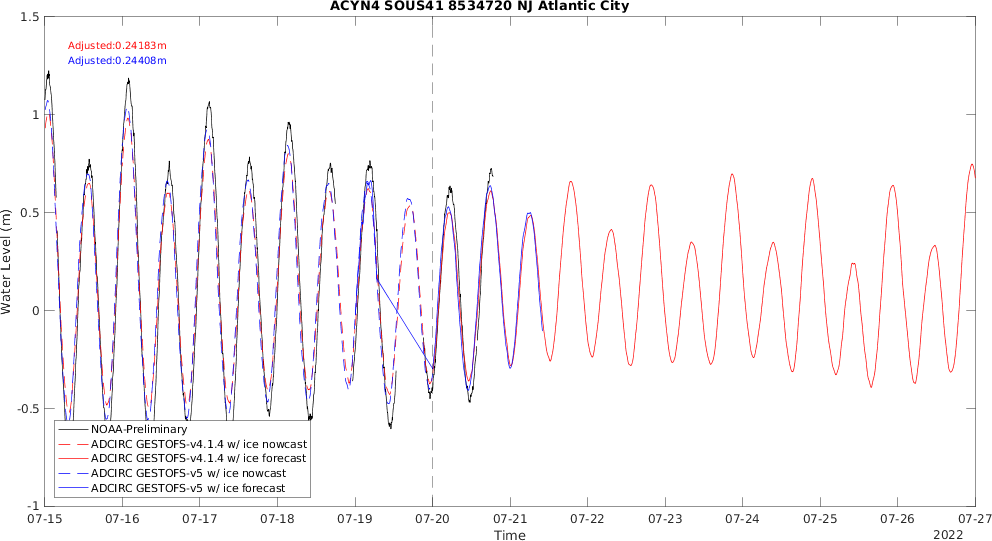 ACYN4 SOUS41 8534720 NJ Atlantic City
1.5
Adjusted:0.24183m
Adjusted:0.24408m
1
0.5
Water Level (m)
0
-0.5
NOAA-Preliminary
ADCIRC GESTOFS-v4.1.4 w/ ice nowcast
ADCIRC GESTOFS-v4.1.4 w/ ice forecast
ADCIRC GESTOFS-v5 w/ ice nowcast
ADCIRC GESTOFS-v5 w/ ice forecast
-1
07-15 07-16 07-17 07-18 07-19 07-20 07-21 07-22 07-23 07-24 07-25 07-26 07-27
Time
2022